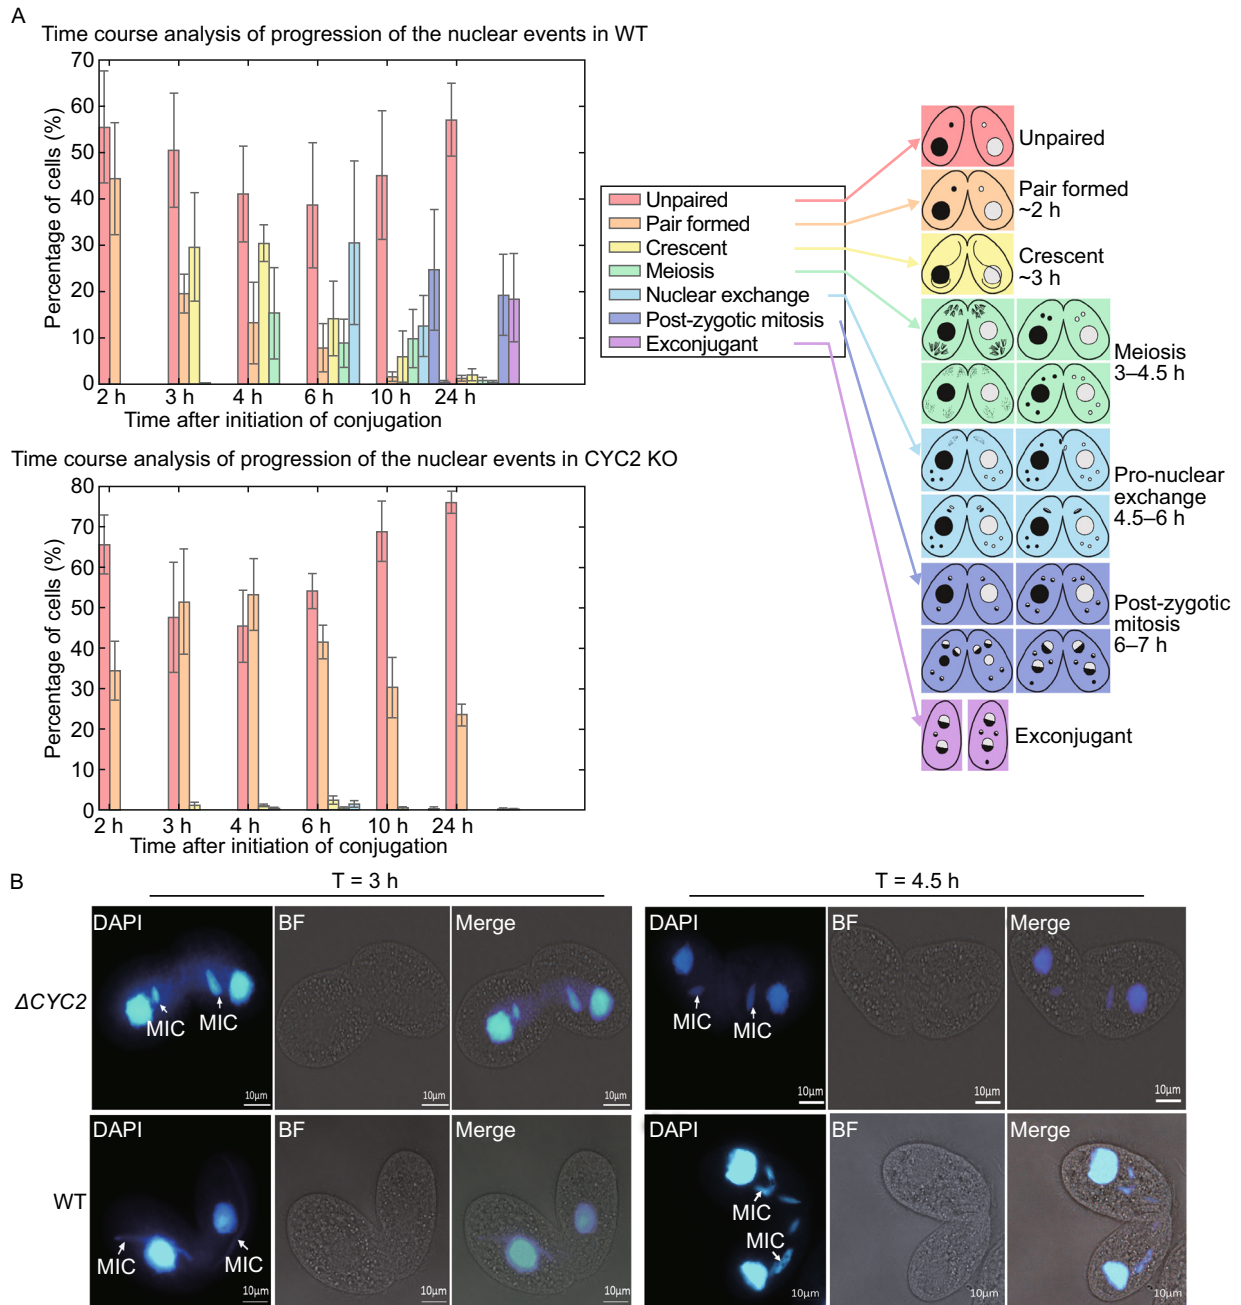 A
Time course analysis of progression of the nuclear events in WT
70
60
50
40
30
20
10
0
Percentage of cells (%)
2 h
3 h
4 h
6 h
10 h
24 h
Time after initiation of conjugation
Unpaired
Pair formed
Crescent
Meiosis
Nuclear exchange
Post-zygotic mitosis
Exconjugant
Unpaired
Pair formed
~2 h
Crescent
~3 h
Meiosis
3–4.5 h
Pro-nuclear
exchange
4.5–6 h
Post-zygotic
mitosis
6–7 h
Exconjugant
Time course analysis of progression of the nuclear events in CYC2 KO
80
70
60
50
40
30
20
10
0
Percentage of cells (%)
2 h
3 h
4 h
6 h
10 h
24 h
Time after initiation of conjugation
B
T = 3 h
T = 4.5 h
ΔCYC2
DAPI
MIC
MIC
10μm
BF
10μm
Merge
10μm
DAPI
MIC
MIC
10μm
BF
10μm
Merge
10μm
WT
DAPI
MIC
MIC
10μm
BF
10μm
Merge
10μm
DAPI
MIC
MIC
10μm
BF
10μm
Merge
10μm